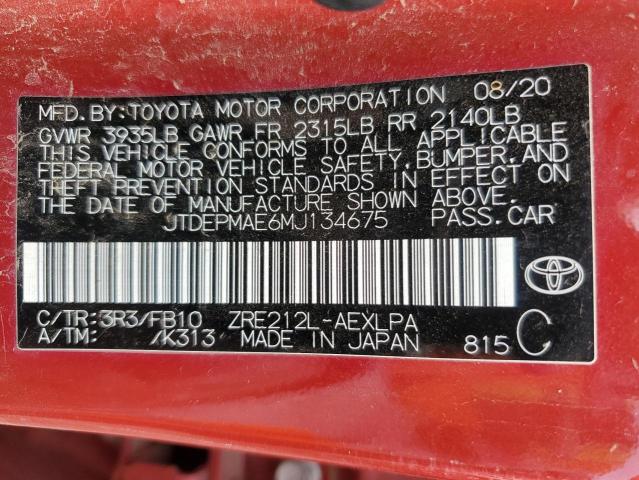 MFD. BY: TOYOTA MOTOR CORPORATION 08/20
GVWR 3935LB GAWR FR 2315LB RR 2140LB
THIS VEHICLE CONFORMS TO ALL APPLICABLE
FEDERAL MOTOR VEHICLE SAFETY, BUMPER, AND
THEFT PREVENTION STANDARDS IN EFFECT ON
THE DATE OF MANUFACTURE SHOWN ABOVE.
JTDEPMAE6MJ134675 PASS. CAR
C/TR: 3R3/FB10 ZRE212L-AEXLPA
A/TM: /K313 MADE IN JAPAN 815 C